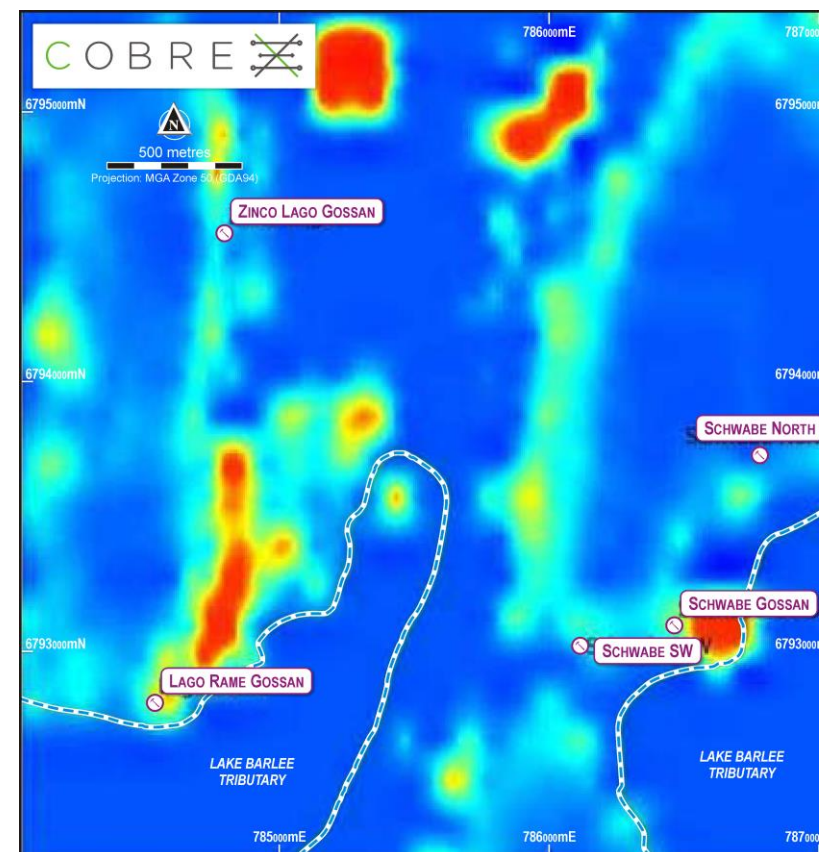 COBRE
786000mE
787000
6795000mN
6795000
N
500 metres
Projection: MGA Zone 50 (GDA94)
ZINCO LAGO GOSSAN
6794000mN
6794000
SCHWABE NORTH
SCHWABE GOSSAN
6793000mN
6793000
SCHWABE SW
LAGO RAME GOSSAN
LAKE BARLEE
TRIBUTARY
LAKE BARLEE
TRIBUTARY
785000mE
786000mE
787000